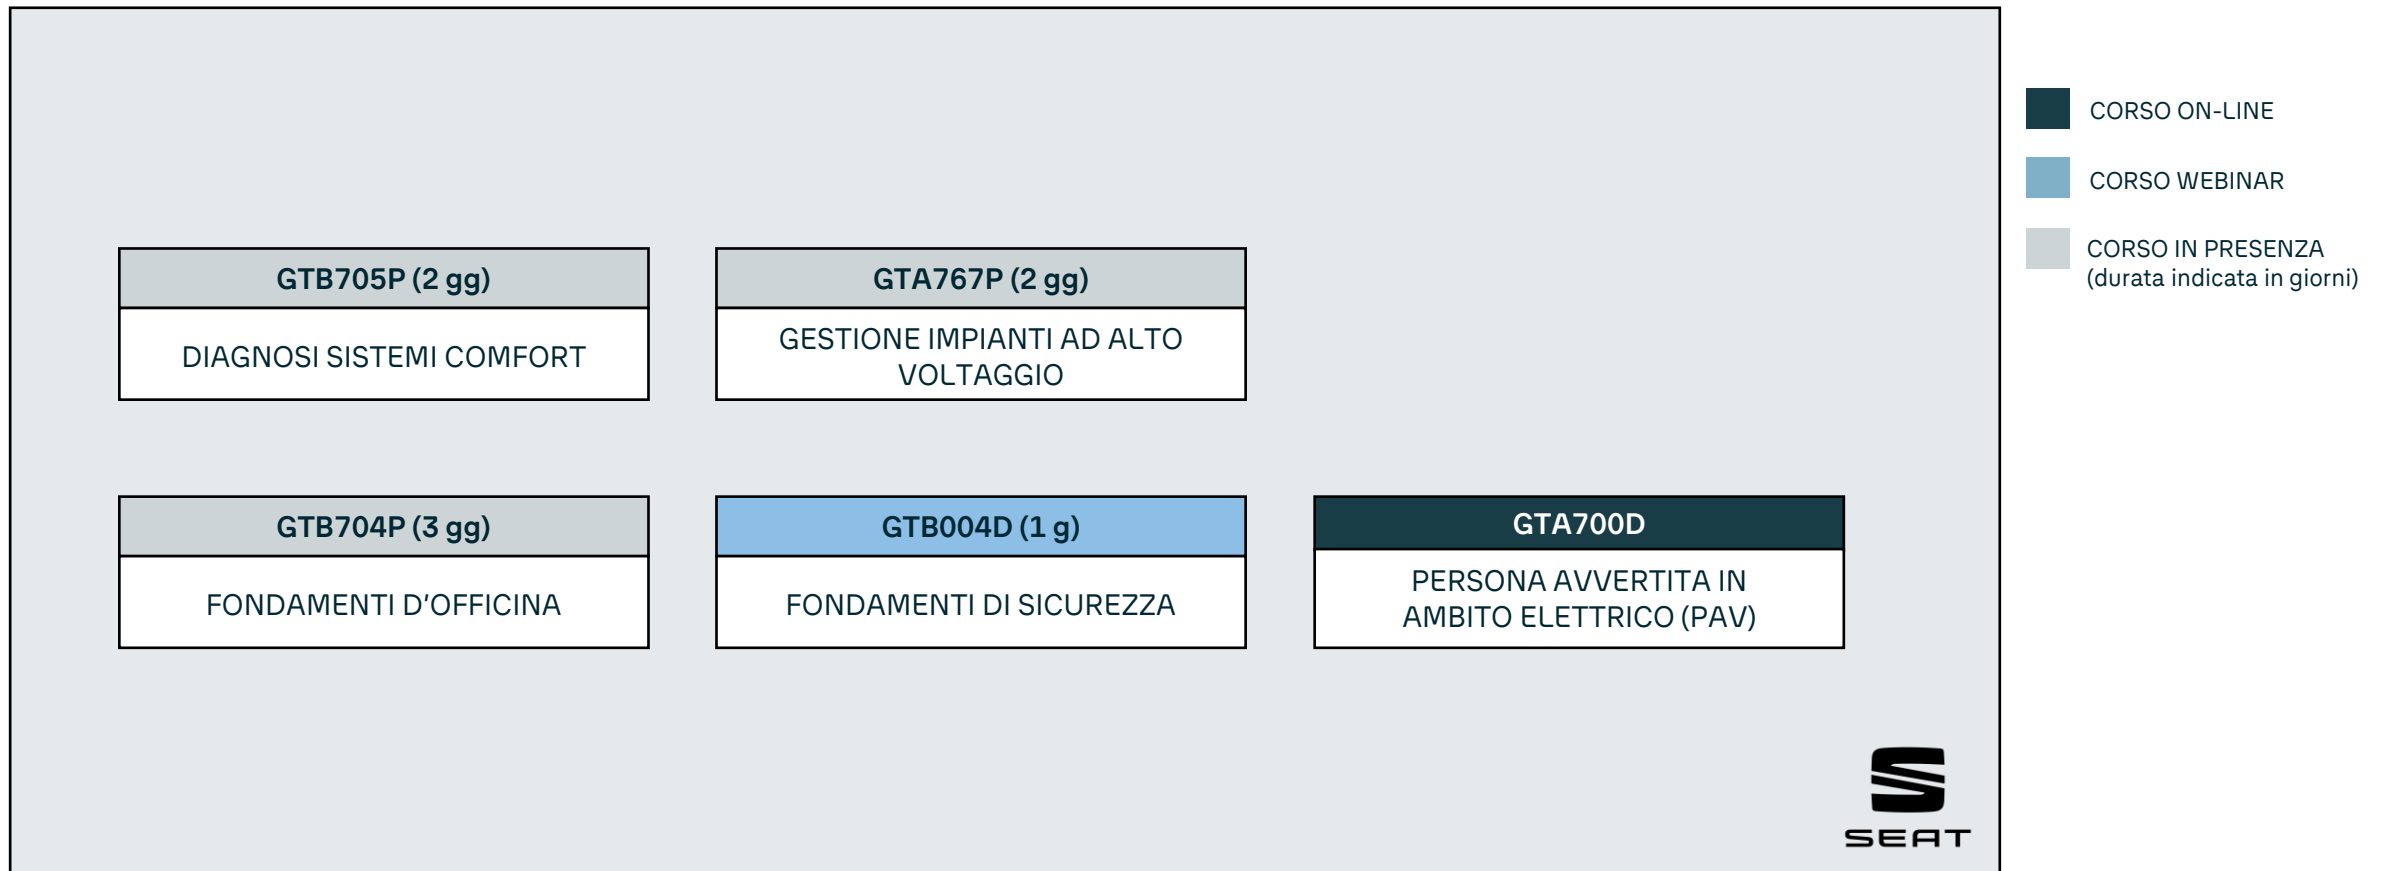 CORSO ON-LINE
CORSO WEBINAR
CORSO IN PRESENZA
(durata indicata in giorni)
GTB705P (2 gg)
DIAGNOSI SISTEMI COMFORT
GTA767P (2 gg)
GESTIONE IMPIANTI AD ALTO
VOLTAGGIO
GTB704P (3 gg)
FONDAMENTI D’OFFICINA
GTB004D (1 g)
FONDAMENTI DI SICUREZZA
GTA700D
PERSONA AVVERTITA IN
AMBITO ELETTRICO (PAV)
SEAT